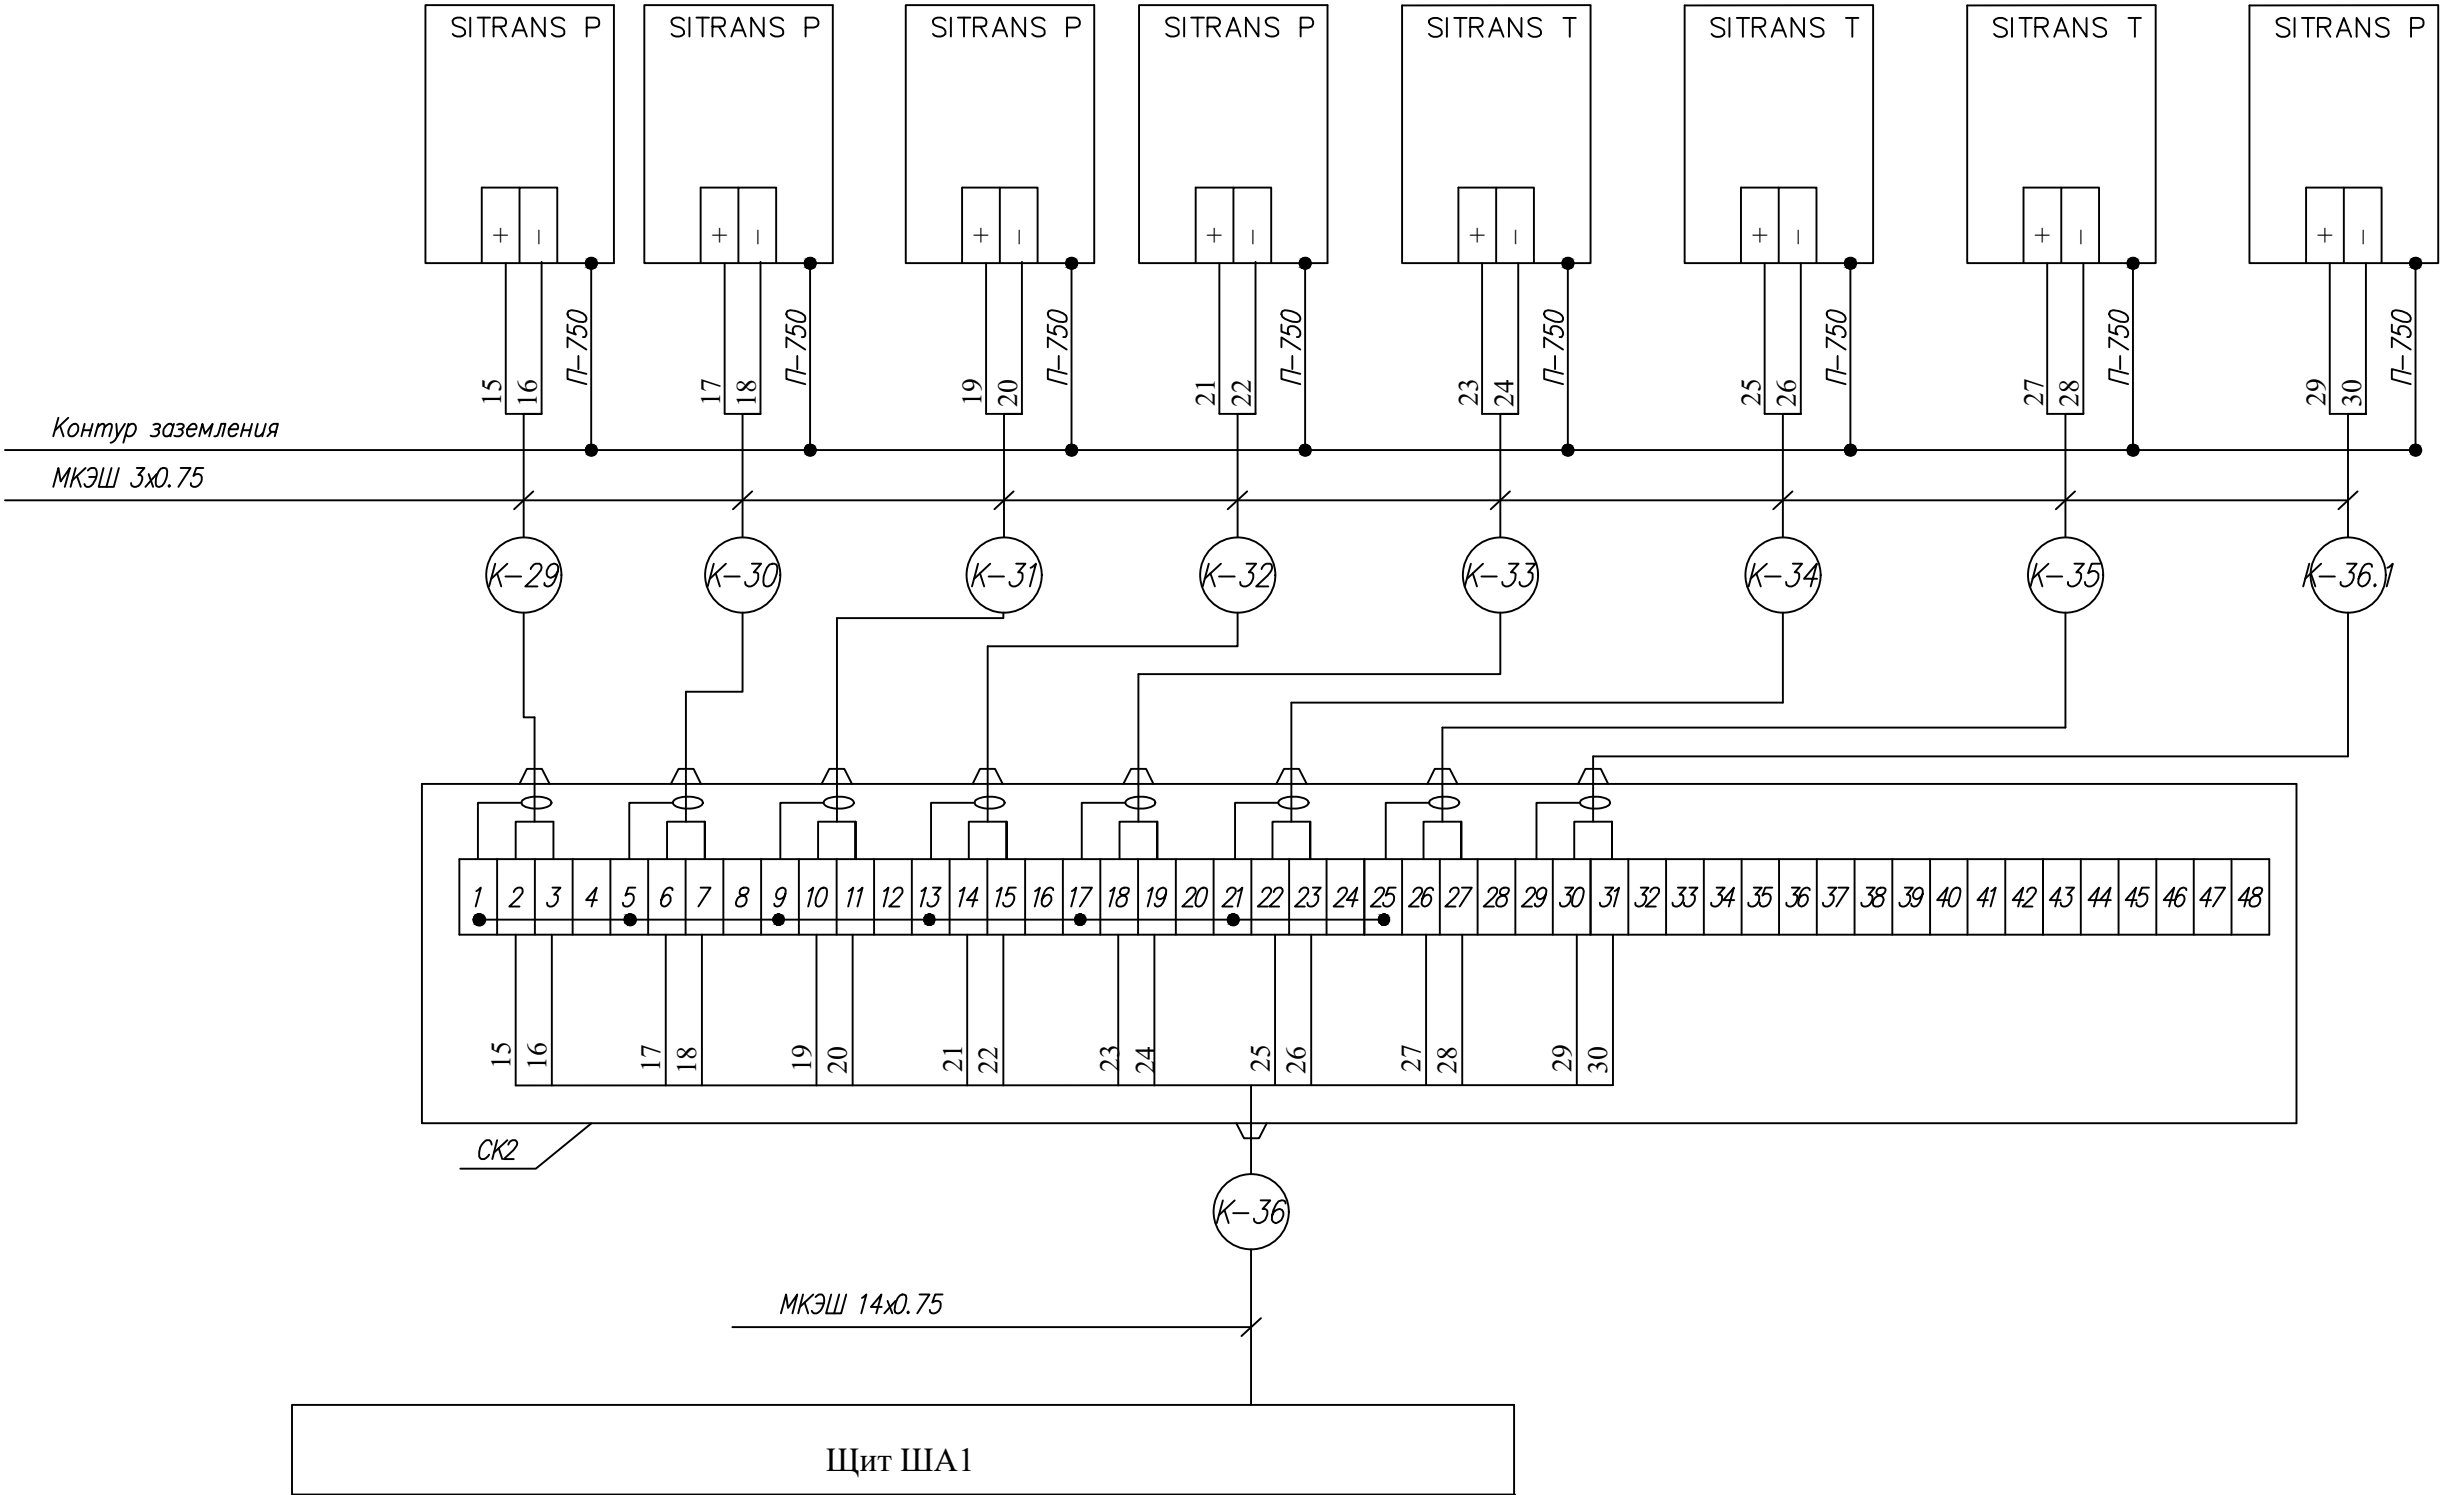 SITRANS P SITRANS P SITRANS P SITRANS P SITRANS T SITRANS T SITRANS T SITRANS P
+ – + – + – + – + – + – + – + –
П-750 П-750 П-750 П-750 П-750 П-750 П-750 П-750
15 16 17 18 19 20 21 22 23 24 25 26 27 28 29 30
Контур заземления
МКЭШ 3х0.75
К-29 К-30 К-31 К-32 К-33 К-34 К-35 К-36.1
1 2 3 4 5 6 7 8 9 10 11 12 13 14 15 16 17 18 19 20 21 22 23 24 25 26 27 28 29 30 31 32 33 34 35 36 37 38 39 40 41 42 43 44 45 46 47 48
15 16 17 18 19 20 21 22 23 24 25 26 27 28 29 30
СК2
К-36
МКЭШ 14х0.75
Щит ША1